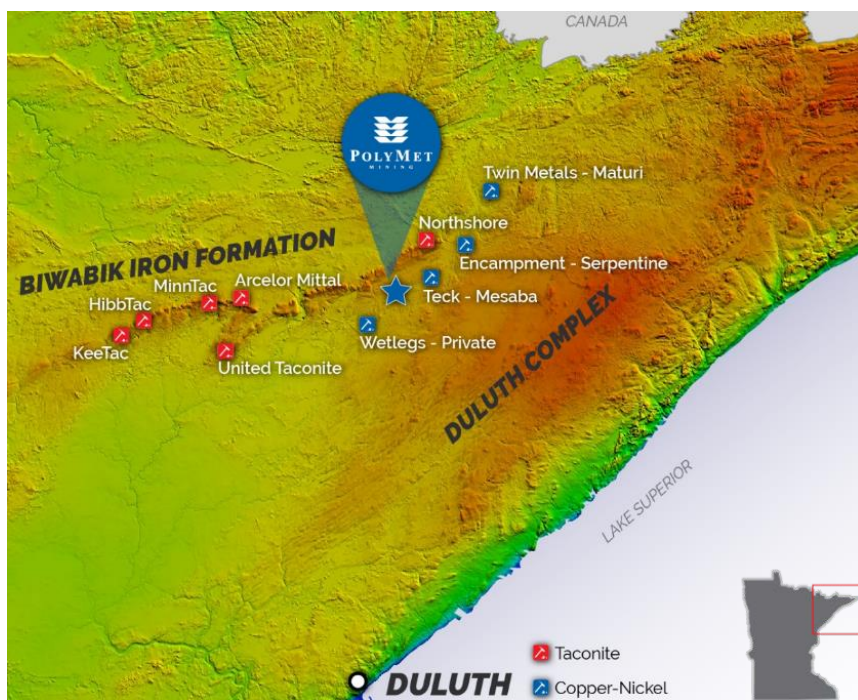 CANADA
POLYMET
MINING
Twin Metals - Maturi
Northshore
BIWABIK IRON FORMATION
Encampment - Serpentine
MinnTac
Arcelor Mittal
HibbTac
Teck - Mesaba
KeeTac
Wetlegs - Private
United Taconite
DULUTH COMPLEX
LAKE SUPERIOR
Taconite
DULUTH
Copper-Nickel